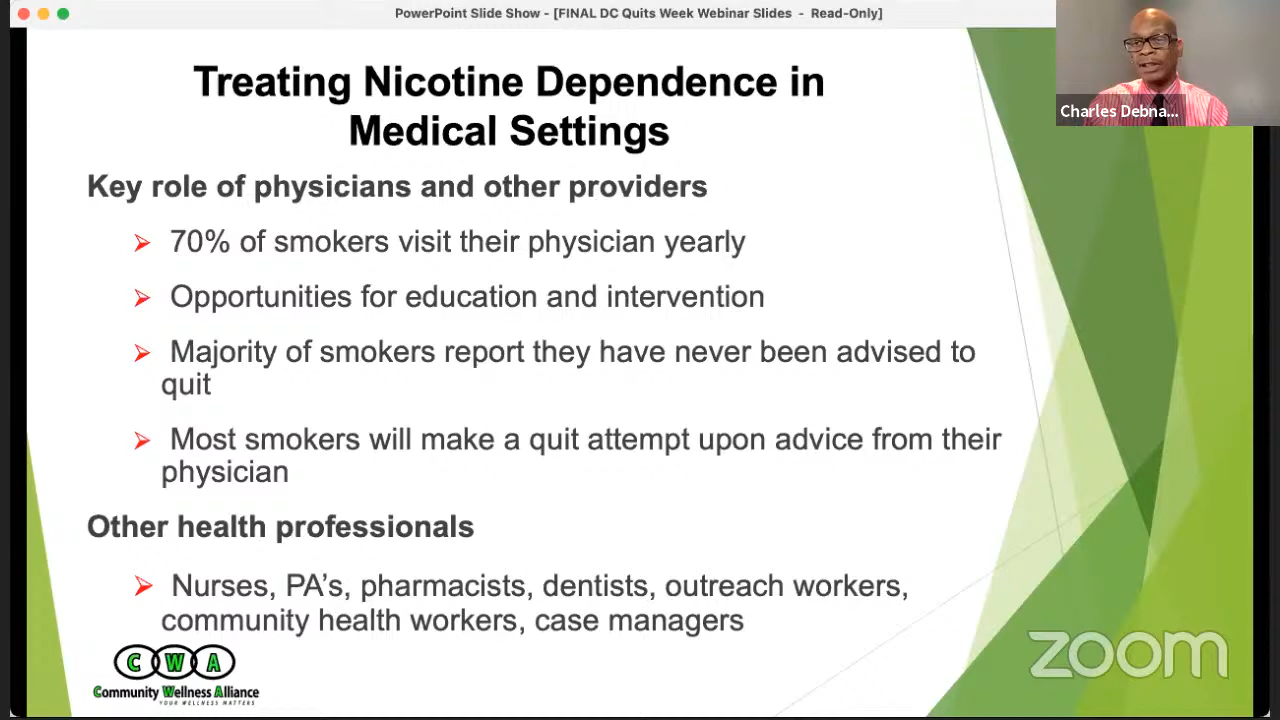 PowerPoint Slide Show - [FINAL DC Quits Week Webinar Slides - Read-Only]
Charles Debna...
Treating Nicotine Dependence in
Medical Settings
Key role of physicians and other providers
70% of smokers visit their physician yearly
Opportunities for education and intervention
Majority of smokers report they have never been advised to
quit
Most smokers will make a quit attempt upon advice from their
physician
Other health professionals
Nurses, PA’s, pharmacists, dentists, outreach workers,
community health workers, case managers
C W A
Community Wellness Alliance
YOUR WELLNESS MATTERS
zoom